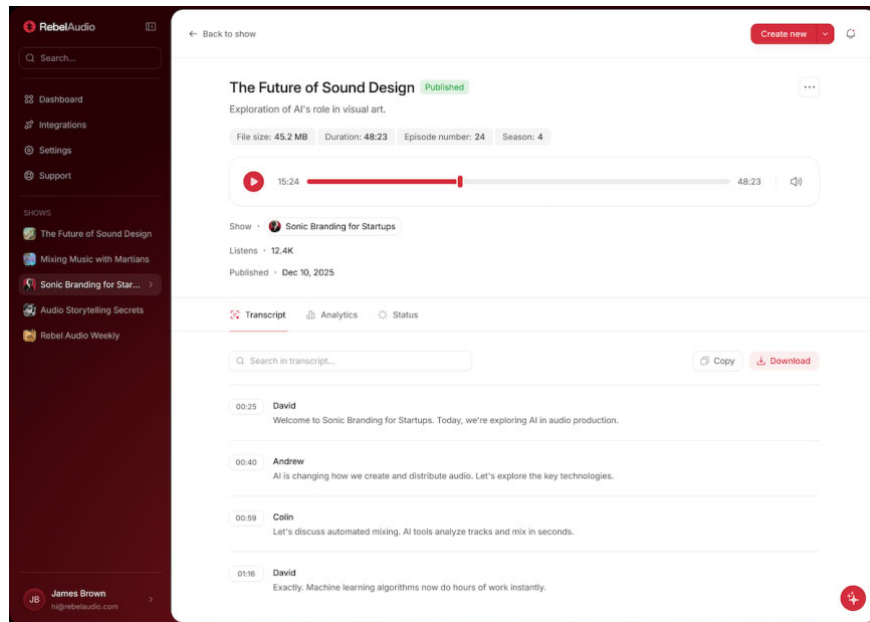 RebelAudio
Search...
Dashboard
Integrations
Settings
Support
SHOWS
The Future of Sound Design
Mixing Music with Martians
Sonic Branding for Star...
Audio Storytelling Secrets
Rebel Audio Weekly
JB
James Brown
hi@rebelaudio.com
Back to show
Create new
The Future of Sound Design Published
Exploration of AI's role in visual art.
File size: 45.2 MB Duration: 48:23 Episode number: 24 Season: 4
15:24 48:23
Show · Sonic Branding for Startups
Listens · 12.4K
Published · Dec 10, 2025
Transcript Analytics Status
Search in transcript... Copy Download
00:25 David
Welcome to Sonic Branding for Startups. Today, we're exploring AI in audio production.
00:40 Andrew
AI is changing how we create and distribute audio. Let's explore the key technologies.
00:59 Colin
Let's discuss automated mixing. AI tools analyze tracks and mix in seconds.
01:16 David
Exactly. Machine learning algorithms now do hours of work instantly.